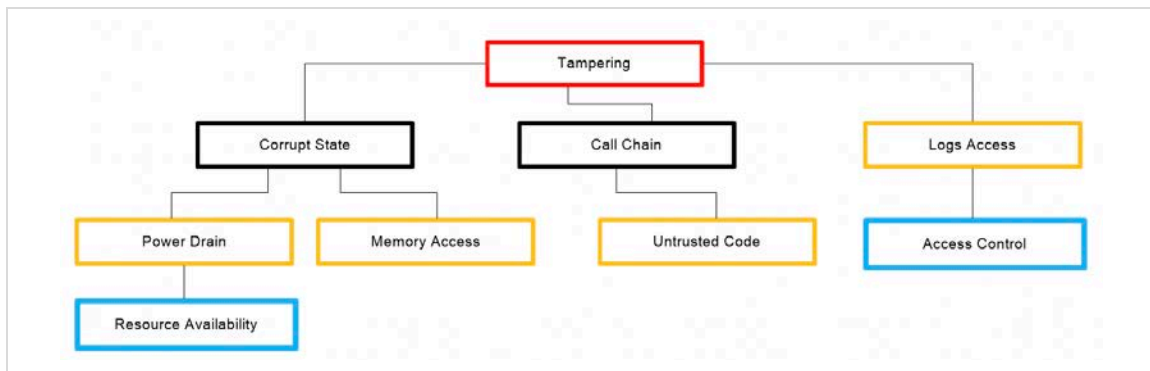 Tampering
Corrupt State
Call Chain
Logs Access
Power Drain
Memory Access
Untrusted Code
Access Control
Resource Availability